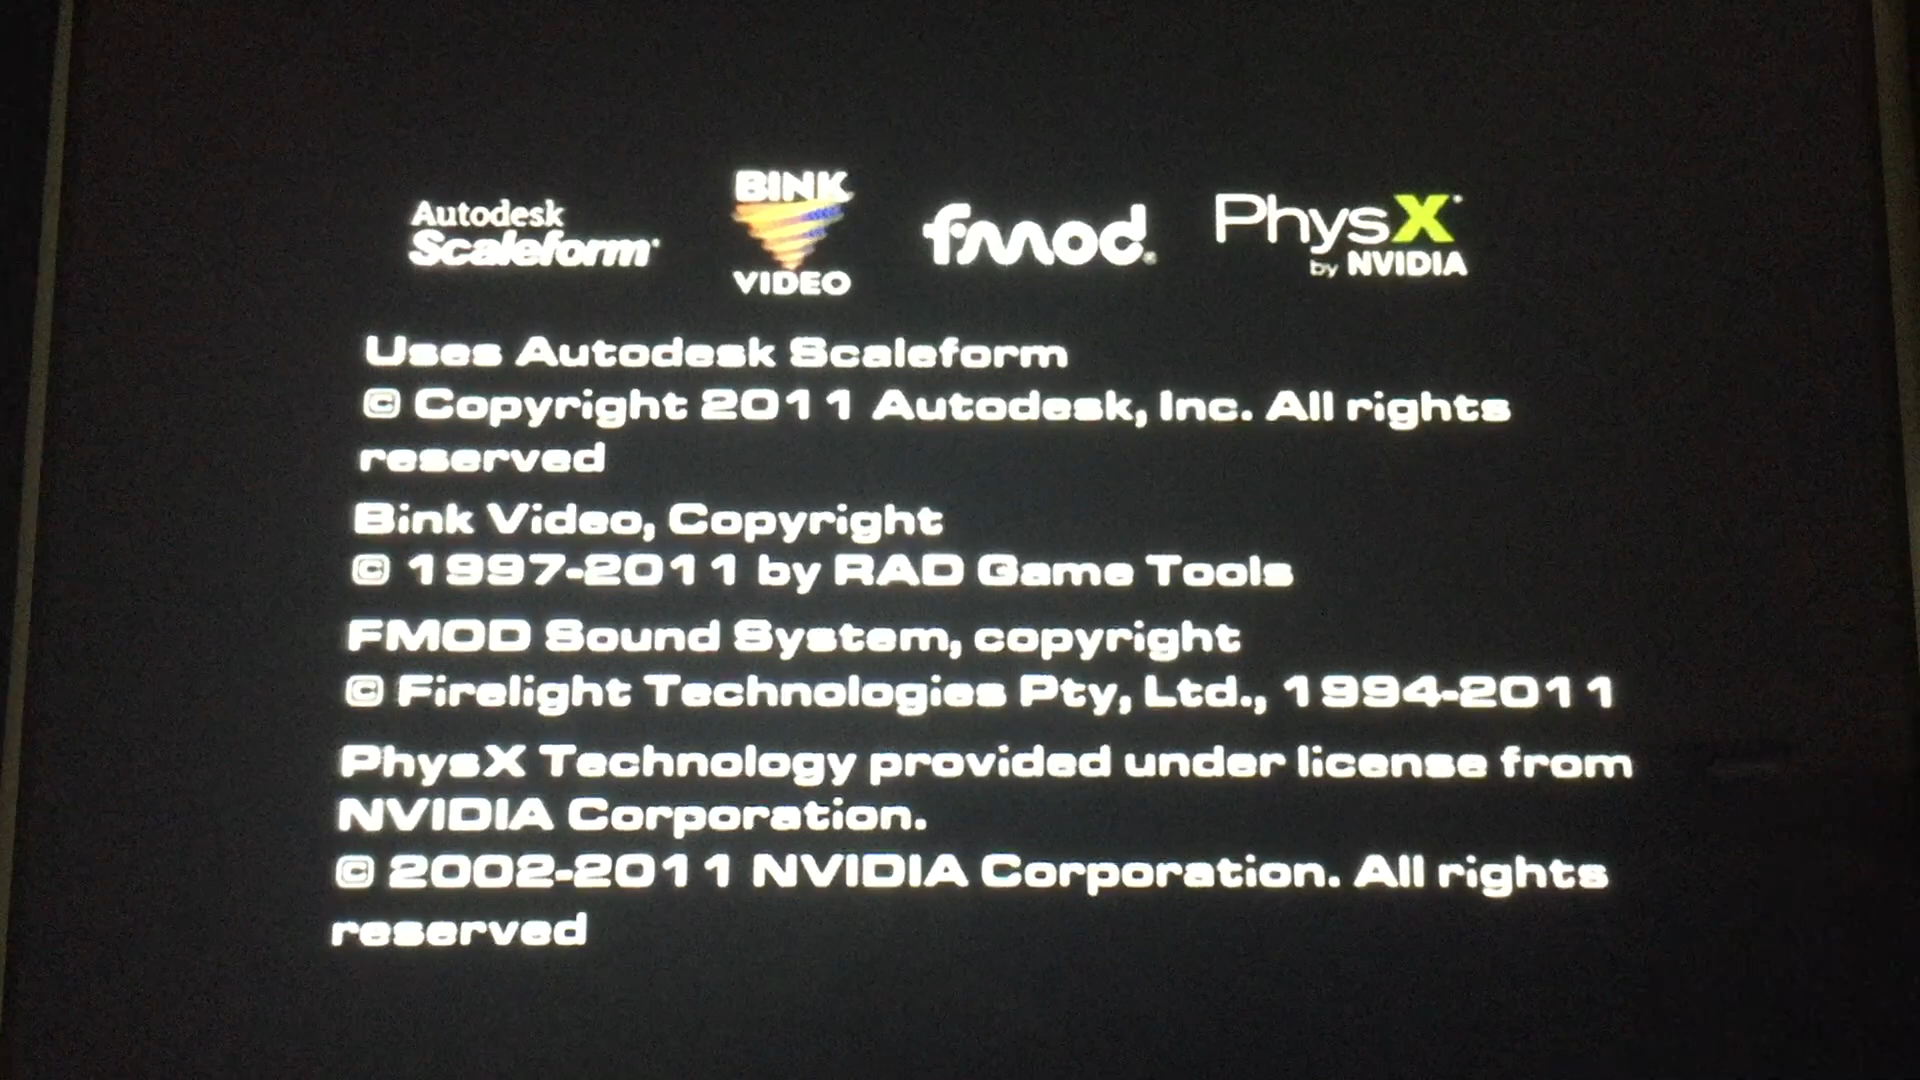 Autodesk
Scaleform
BINK
VIDEO
fmod
PhysX
by NVIDIA
Uses Autodesk Scaleform
© Copyright 2011 Autodesk, Inc. All rights
reserved
Bink Video, Copyright
© 1997-2011 by RAD Game Tools
FMOD Sound System, copyright
© Firelight Technologies Pty, Ltd., 1994-2011
PhysX Technology provided under license from
NVIDIA Corporation.
© 2002-2011 NVIDIA Corporation. All rights
reserved